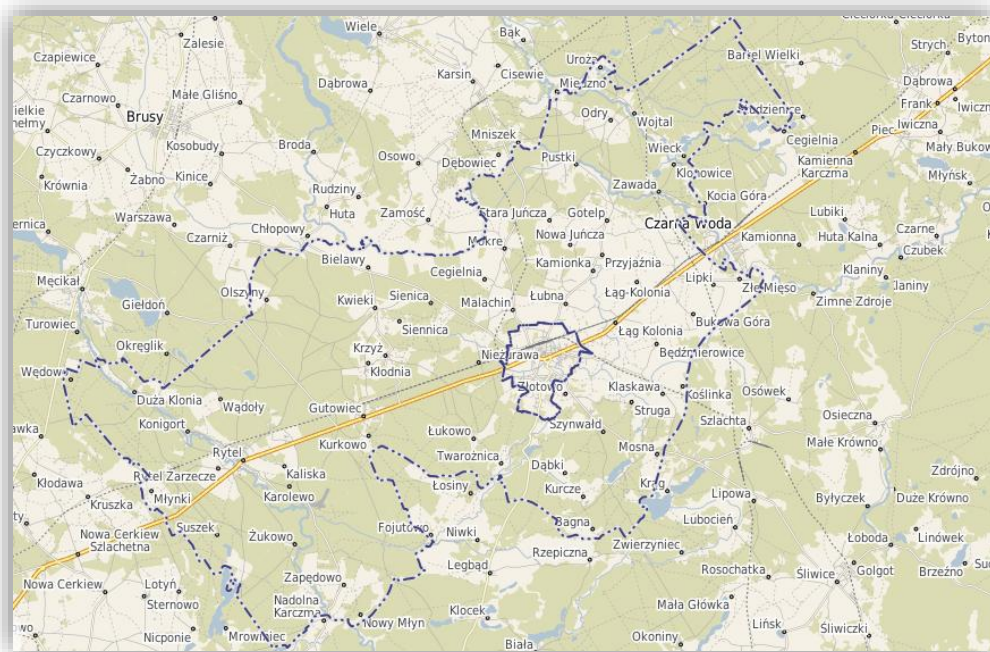 Zalesie
Wiele
Bąk
Strych
Bytoń
Czapiewice
Cisewie
Uroża
Bartel Wielki
Dąbrowa
Karsin
Miedzno
Dąbrowa
Czarnowo
Małe Gliśno
Odry
Frank
Iwiczna
Brusy
Wojtal
Cegielnia
Piec
Mniszek
Czyczkowy
Kosobudy
Broda
Osowo
Dębowiec
Pustki
Wieck
Klonowice
Kamienna
Karczma
Mały Bukow
Żabno
Kinice
Młyńsk
Krównia
Rudziny
Zawada
Kocia Góra
Huta
Zamość
Stara Juńcza
Gotelp
Lubiki
Warszawa
Czarna Woda
Chłopowy
Czarniż
Mokre
Nowa Juńcza
Kamionna
Huta Kalna
Czarne
Czubek
Bielawy
Cegielnia
Kamionka
Przyjaźnia
Męcikał
Lipki
Złe Mięso
Klaniny
Janiny
Giełdoń
Olszyny
Kwieki
Sienica
Malachin
Łubna
Łąg-Kolonia
Zimne Zdroje
Turowiec
Siennica
Łąg Kolonia
Bukowa Góra
Okręglik
Krzyż
Nieżurawa
Będźmierowice
Kłodnia
Wędowo
Duża Klonia
Wądoły
Złotowo
Klaskawa
Koślinka
Osówek
Gutowiec
Struga
Konigort
Łukowo
Szynwałd
Szlachta
Osieczna
Kurkowo
Małe Krówno
Rytel
Twarożnica
Mosna
Rytel Zarzecze
Kaliska
Dąbki
Zdrójno
Kłodawa
Łosiny
Krąg
Kruszka
Młynki
Karolewo
Kurcze
Lipowa
Byłyczek
Duże Krówno
Nowa Cerkiew
Szlachetna
Suszek
Żukowo
Fojutowo
Niwki
Bagna
Lubocień
Łoboda
Linówek
Rzepiczna
Zwierzyniec
Nowa Cerkiew
Lotyń
Zapędowo
Legbąd
Rosochatka
Śliwice
Golgot
Brzeźno
Sternowo
Nadolna
Karczma
Klocek
Mała Główka
Nowy Młyn
Nicponie
Mrowiniec
Biała
Okoniny
Lińsk
Śliwiczki